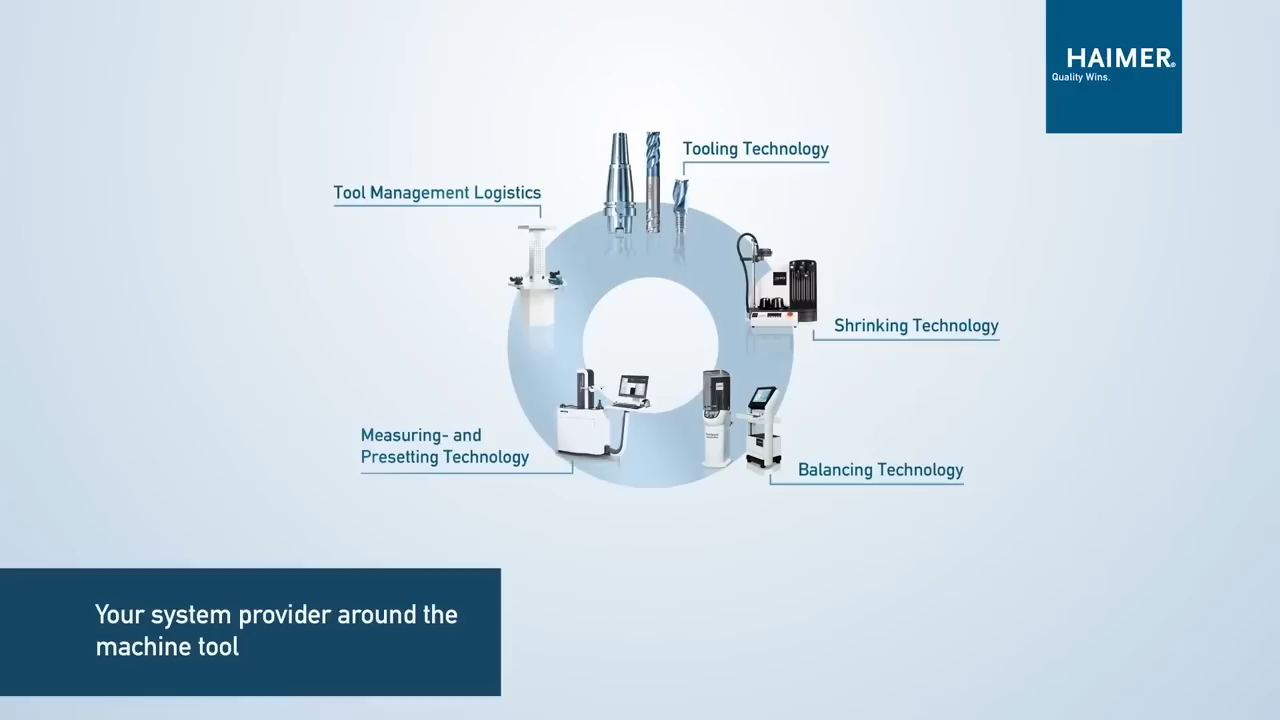 HAIMER®
Quality Wins.
Tooling Technology
Tool Management Logistics
Shrinking Technology
Measuring- and
Presetting Technology
Balancing Technology
Your system provider around the
machine tool